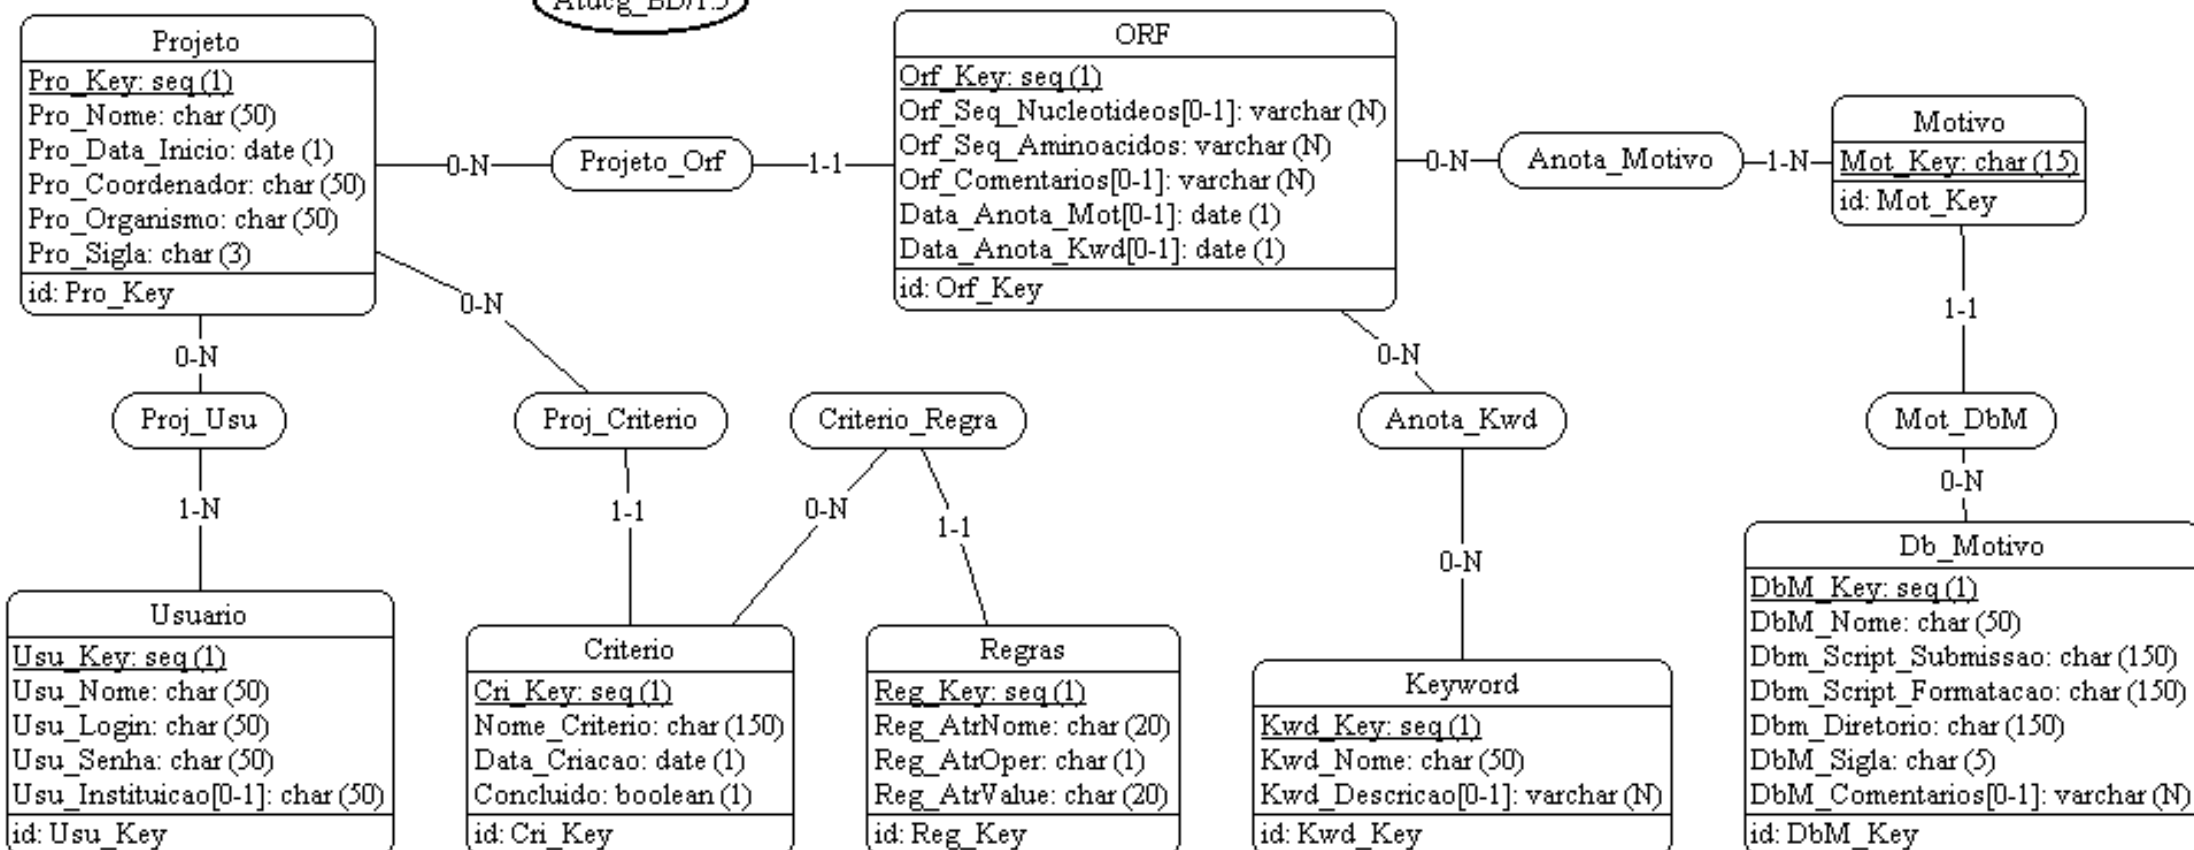 Atucg_BD/1.5
Projeto
Pro_Key: seq (1)
Pro_Nome: char (50)
Pro_Data_Inicio: date (1)
Pro_Coordenador: char (50)
Pro_Organismo: char (50)
Pro_Sigla: char (3)
id: Pro_Key
0-N
Projeto_Orf
1-1
ORF
Orf_Key: seq (1)
Orf_Seq_Nucleotideos[0-1]: varchar (N)
Orf_Seq_Aminoacidos: varchar (N)
Orf_Comentarios[0-1]: varchar (N)
Data_Anota_Mot[0-1]: date (1)
Data_Anota_Kwd[0-1]: date (1)
id: Orf_Key
0-N
Anota_Motivo
1-N
Motivo
Mot_Key: char (15)
id: Mot_Key
0-N
0-N
0-N
1-1
Proj_Usu
Proj_Criterio
Criterio_Regra
Anota_Kwd
Mot_DbM
1-N
1-1
0-N
1-1
0-N
0-N
Usuario
Usu_Key: seq (1)
Usu_Nome: char (50)
Usu_Login: char (50)
Usu_Senha: char (50)
Usu_Instituicao[0-1]: char (50)
id: Usu_Key
Criterio
Cri_Key: seq (1)
Nome_Criterio: char (150)
Data_Criacao: date (1)
Concluido: boolean (1)
id: Cri_Key
Regras
Reg_Key: seq (1)
Reg_AtrNome: char (20)
Reg_AtrOper: char (1)
Reg_AtrValue: char (20)
id: Reg_Key
Keyword
Kwd_Key: seq (1)
Kwd_Nome: char (50)
Kwd_Descricao[0-1]: varchar (N)
id: Kwd_Key
Db_Motivo
DbM_Key: seq (1)
DbM_Nome: char (50)
Dbm_Script_Submissao: char (150)
Dbm_Script_Formatacao: char (150)
Dbm_Diretorio: char (150)
DbM_Sigla: char (5)
DbM_Comentarios[0-1]: varchar (N)
id: DbM_Key